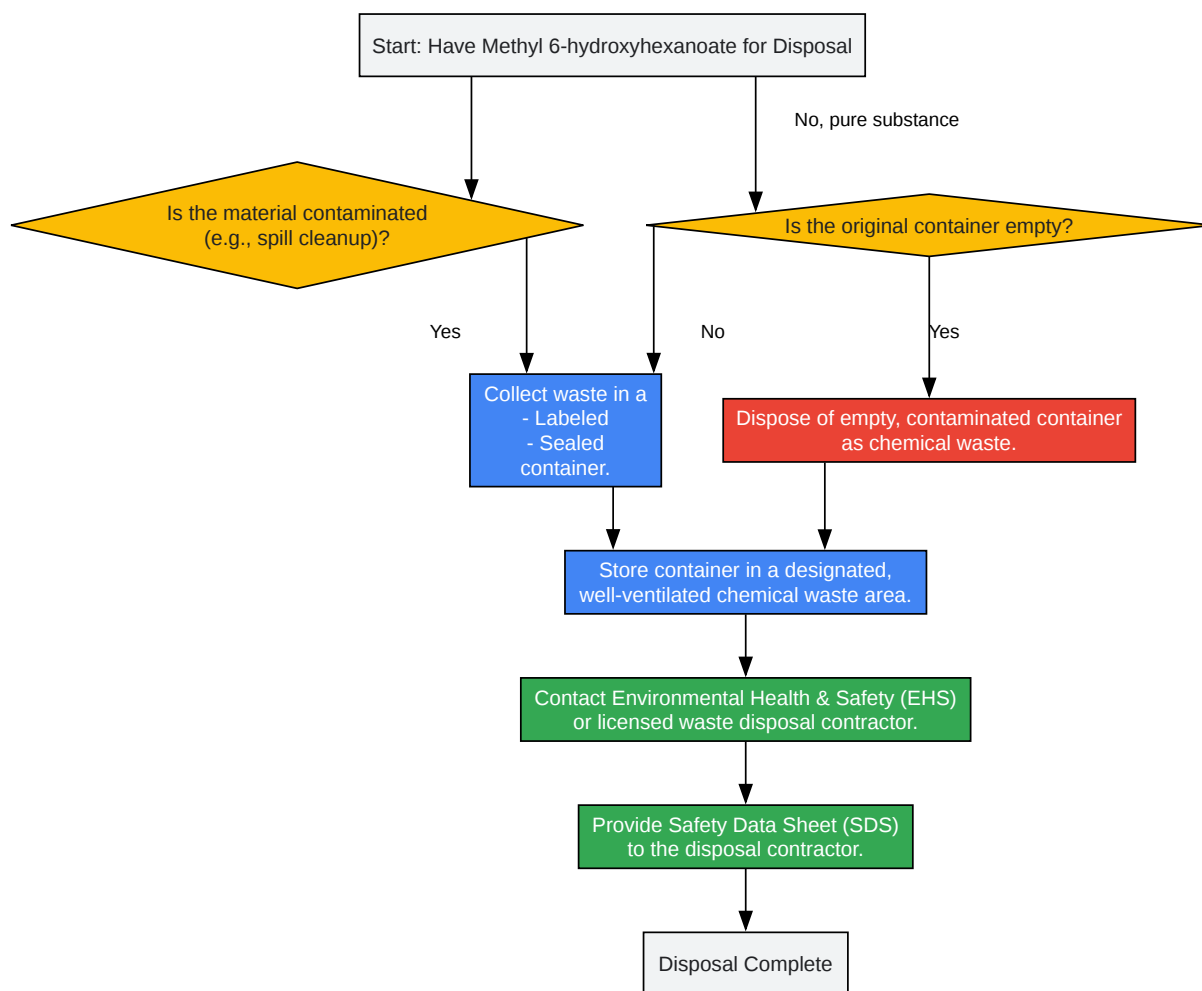 Start: Have Methyl 6-hydroxyhexanoate for Disposal
No, pure substance
Is the material contaminated
(e.g., spill cleanup)?
Is the original container empty?
Yes
No
Yes
Collect waste in a
- Labeled
- Sealed
container.
Dispose of empty, contaminated container
as chemical waste.
Store container in a designated,
well-ventilated chemical waste area.
Contact Environmental Health & Safety (EHS)
or licensed waste disposal contractor.
Provide Safety Data Sheet (SDS)
to the disposal contractor.
Disposal Complete